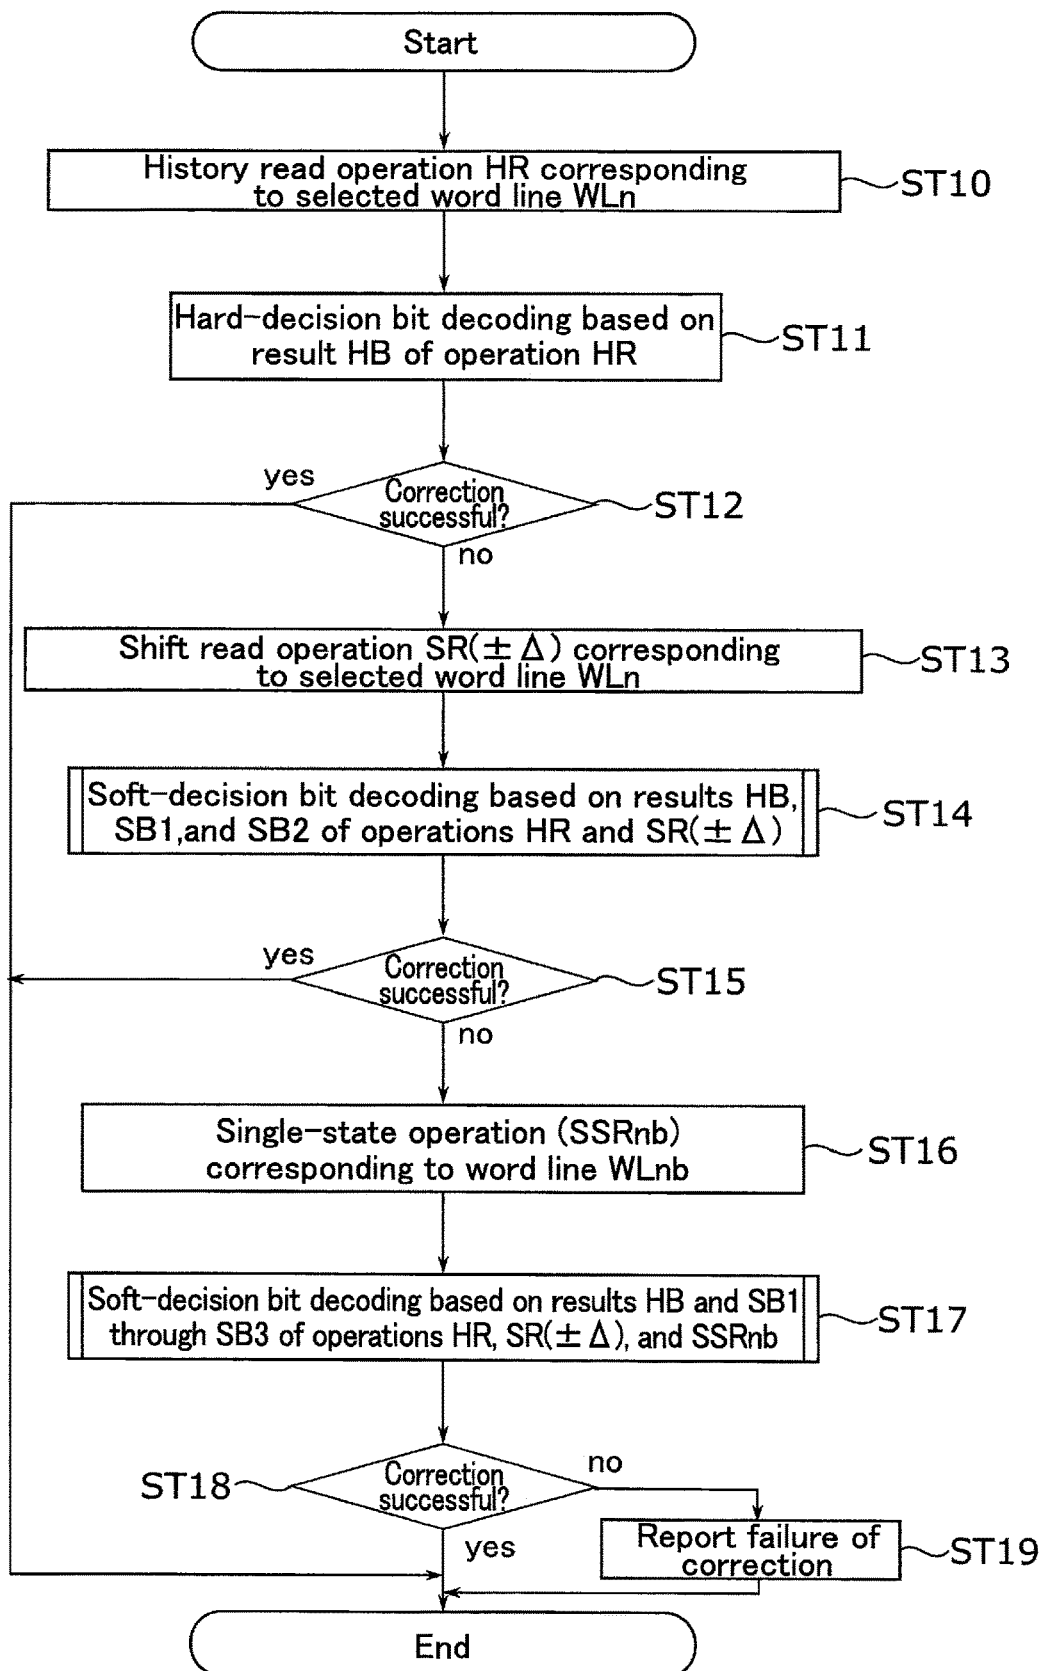 Start
History read operation HR corresponding
to selected word line WLn
ST10
Hard-decision bit decoding based on
result HB of operation HR
ST11
yes
Correction
successful?
ST12
no
Shift read operation SR(± Δ) corresponding
to selected word line WLn
ST13
Soft-decision bit decoding based on results HB,
SB1,and SB2 of operations HR and SR(± Δ)
ST14
yes
Correction
successful?
ST15
no
Single-state operation (SSRnb)
corresponding to word line WLnb
ST16
Soft-decision bit decoding based on results HB and SB1
through SB3 of operations HR, SR(± Δ), and SSRnb
ST17
ST18
Correction
successful?
no
yes
Report failure of
correction
ST19
End